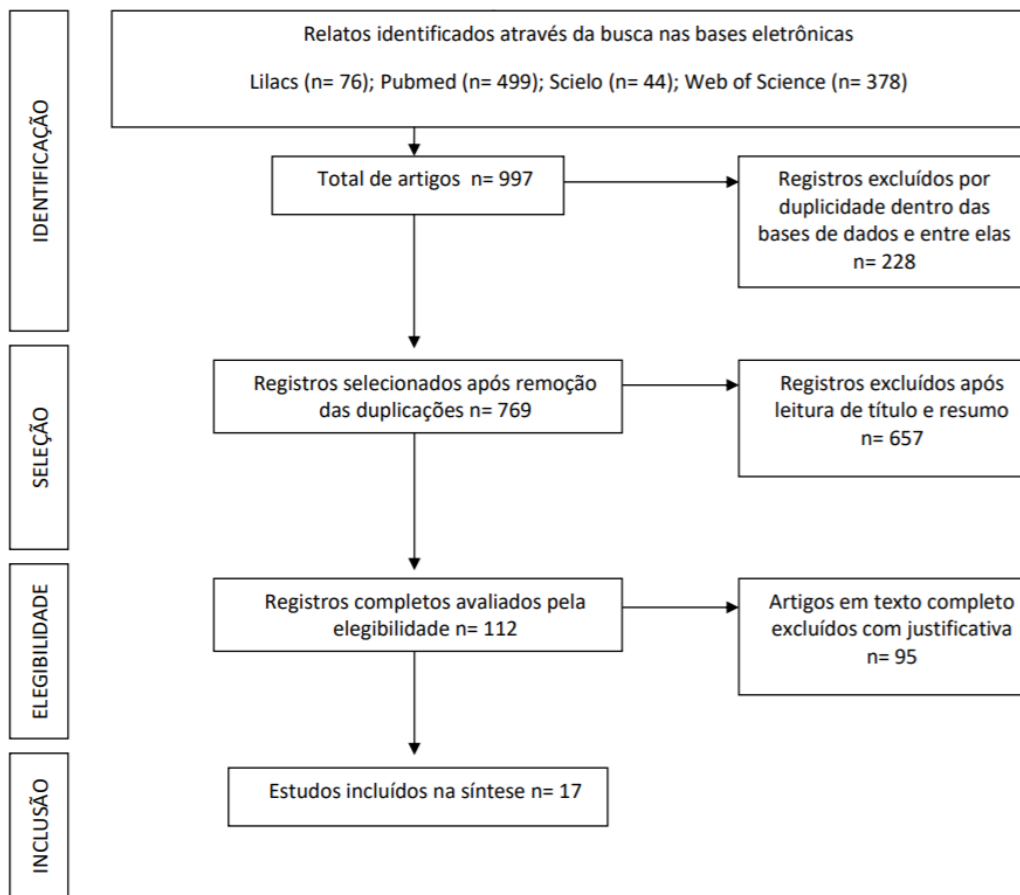 IDENTIFICAÇÃO
Relatos identificados através da busca nas bases eletrônicas
Lilacs (n= 76); Pubmed (n= 499); Scielo (n= 44); Web of Science (n= 378)
Total de artigos n= 997
Registros excluídos por
duplicidade dentro das
bases de dados e entre elas
n= 228
SELEÇÃO
Registros selecionados após remoção
das duplicações n= 769
Registros excluídos após
leitura de título e resumo
n= 657
ELEGIBILIDADE
Registros completos avaliados pela
elegibilidade n= 112
Artigos em texto completo
excluídos com justificativa
n= 95
INCLUSÃO
Estudos incluídos na síntese n= 17